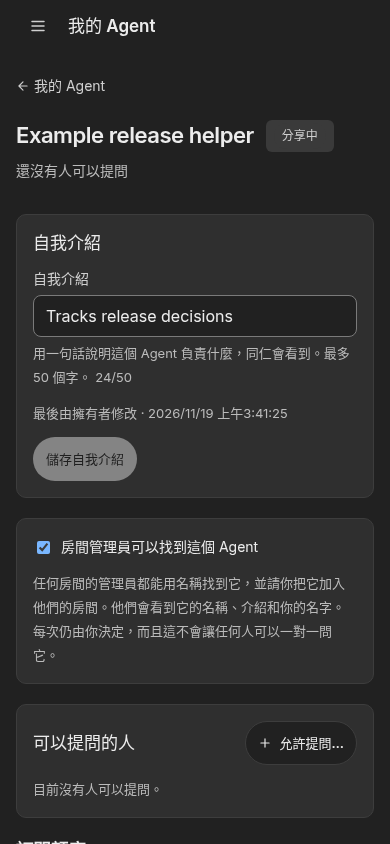 我的 Agent
我的 Agent
Example release helper
分享中
還沒有人可以提問
自我介紹
自我介紹
Tracks release decisions
用一句話說明這個 Agent 負責什麼，同仁會看到。最多
50 個字。 24/50
最後由擁有者修改 · 2026/11/19 上午3:41:25
儲存自我介紹
房間管理員可以找到這個 Agent
任何房間的管理員都能用名稱找到它，並請你把它加入
他們的房間。他們會看到它的名稱、介紹和你的名字。
每次仍由你決定，而且這不會讓任何人可以一對一問
它。
可以提問的人
允許提問…
目前沒有人可以提問。